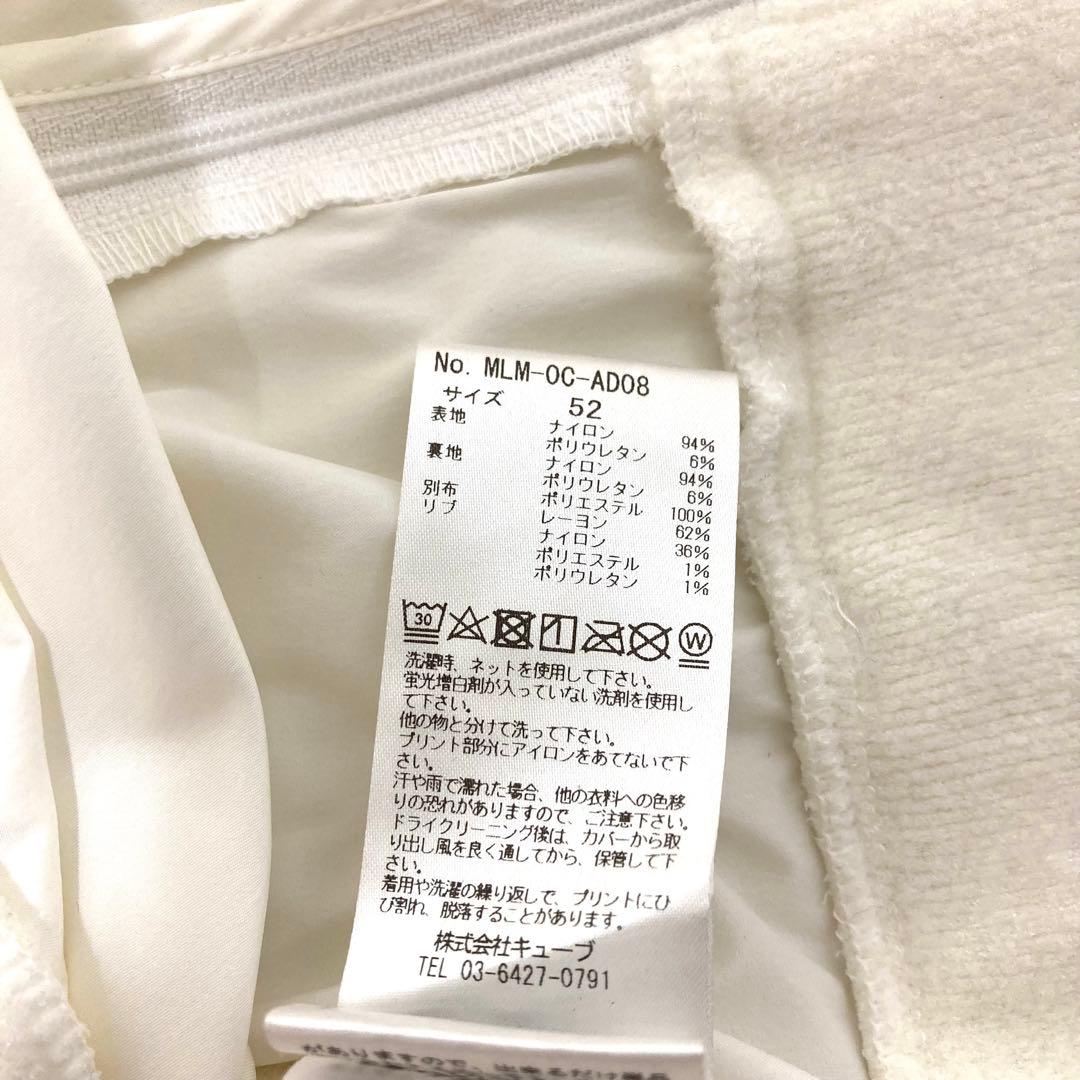 No. MLM-OC-AD08
サイズ 52
表地 ナイロン 94%
ポリウレタン 6%
裏地 ナイロン 94%
ポリウレタン 6%
別布 ポリエステル 100%
リブ レーヨン 62%
ナイロン 36%
ポリエステル 1%
ポリウレタン 1%
30 W
洗濯時、ネットを使用して下さい。
蛍光増白剤が入っていない洗剤を使用し
て下さい。
他の物と分けて洗って下さい。
プリント部分にアイロンをあてないで下
さい。
汗や雨で濡れた場合、他の衣料への色移
りの恐れがありますので、ご注意下さい。
ドライクリーニング後は、カバーから取
り出し風を良く通してから、保管して下
さい。
着用や洗濯の繰り返しで、プリントにひ
び割れ、脱落することがあります。
株式会社キューブ
TEL 03-6427-0791
がありますので、出来るだけ